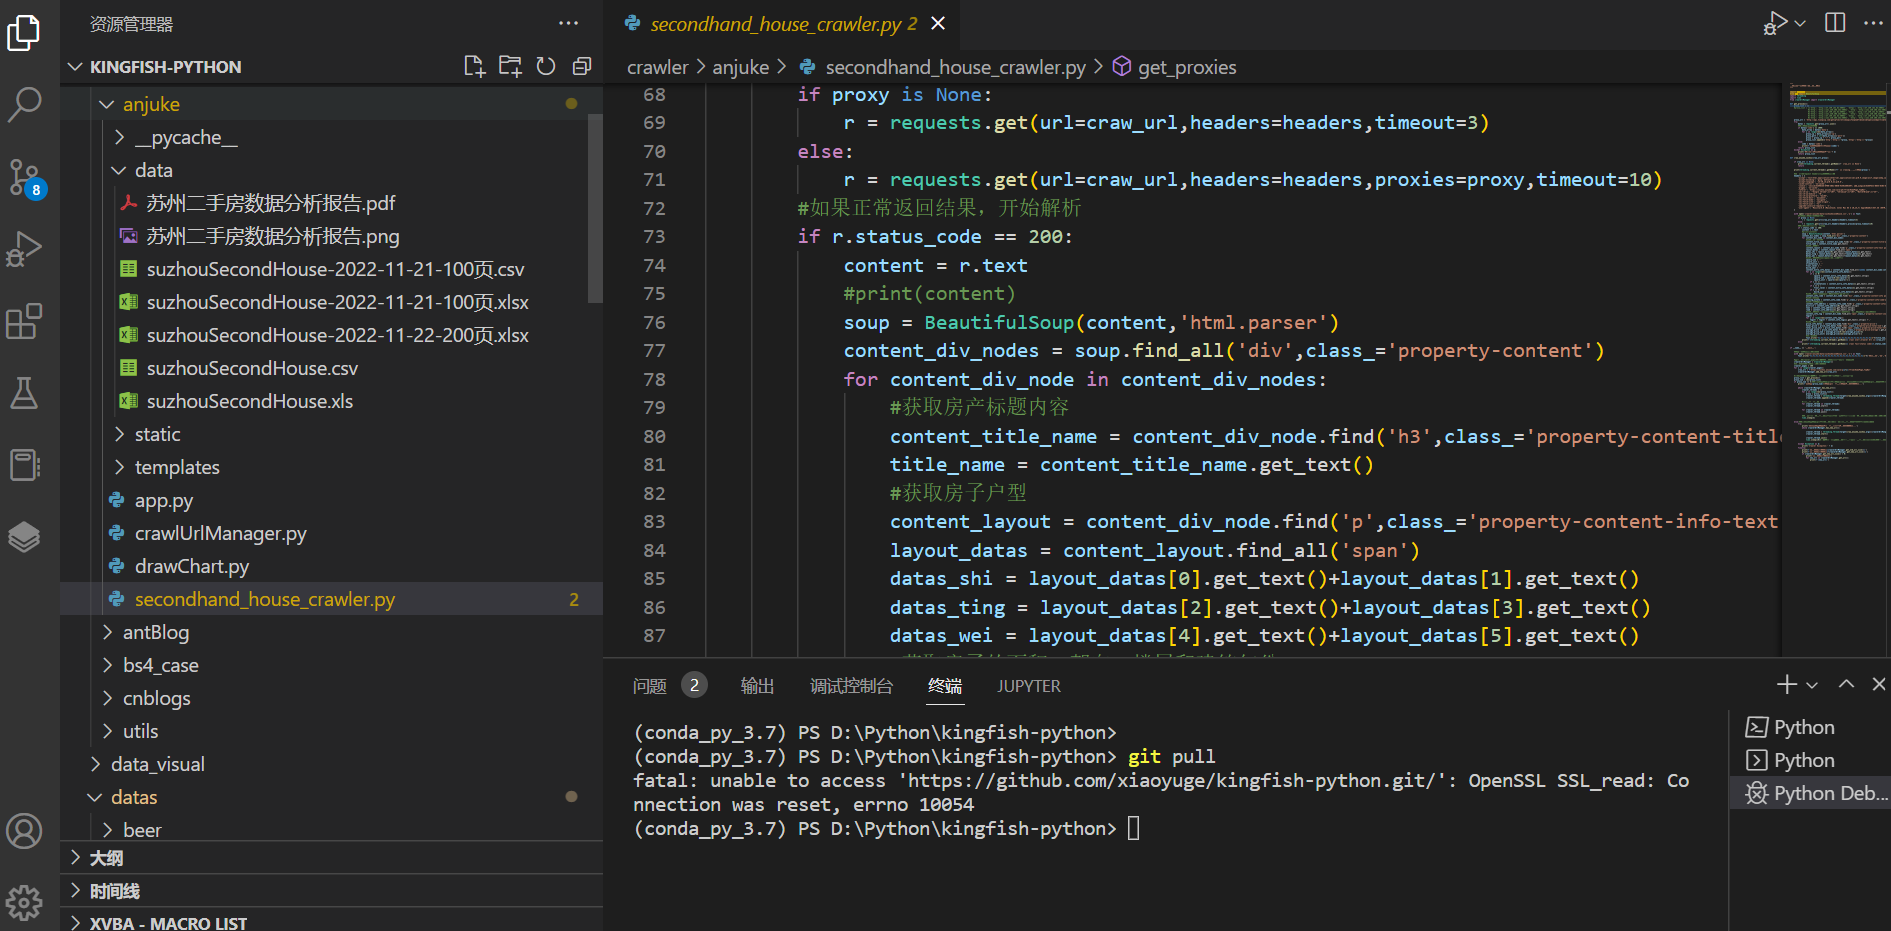 资源管理器
KINGFISH-PYTHON
anjuke
__pycache__
data
苏州二手房数据分析报告.pdf
苏州二手房数据分析报告.png
suzhouSecondHouse-2022-11-21-100页.csv
suzhouSecondHouse-2022-11-21-100页.xlsx
suzhouSecondHouse-2022-11-22-200页.xlsx
suzhouSecondHouse.csv
suzhouSecondHouse.xls
static
templates
app.py
crawlUrlManager.py
drawChart.py
secondhand_house_crawler.py 2
antBlog
bs4_case
cnblogs
utils
data_visual
datas
beer
大纲
时间线
XVBA - MACRO LIST
8
secondhand_house_crawler.py 2
crawler > anjuke > secondhand_house_crawler.py > get_proxies
68 if proxy is None:
69 r = requests.get(url=craw_url,headers=headers,timeout=3)
70 else:
71 r = requests.get(url=craw_url,headers=headers,proxies=proxy,timeout=10)
72 #如果正常返回结果，开始解析
73 if r.status_code == 200:
74 content = r.text
75 #print(content)
76 soup = BeautifulSoup(content,'html.parser')
77 content_div_nodes = soup.find_all('div',class_='property-content')
78 for content_div_node in content_div_nodes:
79 #获取房产标题内容
80 content_title_name = content_div_node.find('h3',class_='property-content-titl
81 title_name = content_title_name.get_text()
82 #获取房子户型
83 content_layout = content_div_node.find('p',class_='property-content-info-text
84 layout_datas = content_layout.find_all('span')
85 datas_shi = layout_datas[0].get_text()+layout_datas[1].get_text()
86 datas_ting = layout_datas[2].get_text()+layout_datas[3].get_text()
87 datas_wei = layout_datas[4].get_text()+layout_datas[5].get_text()
问题 2 输出 调试控制台 终端 JUPYTER
(conda_py_3.7) PS D:\Python\kingfish-python>
(conda_py_3.7) PS D:\Python\kingfish-python> git pull
fatal: unable to access 'https://github.com/xiaoyuge/kingfish-python.git/': OpenSSL SSL_read: Co
nnection was reset, errno 10054
(conda_py_3.7) PS D:\Python\kingfish-python>
Python
Python
Python Deb...